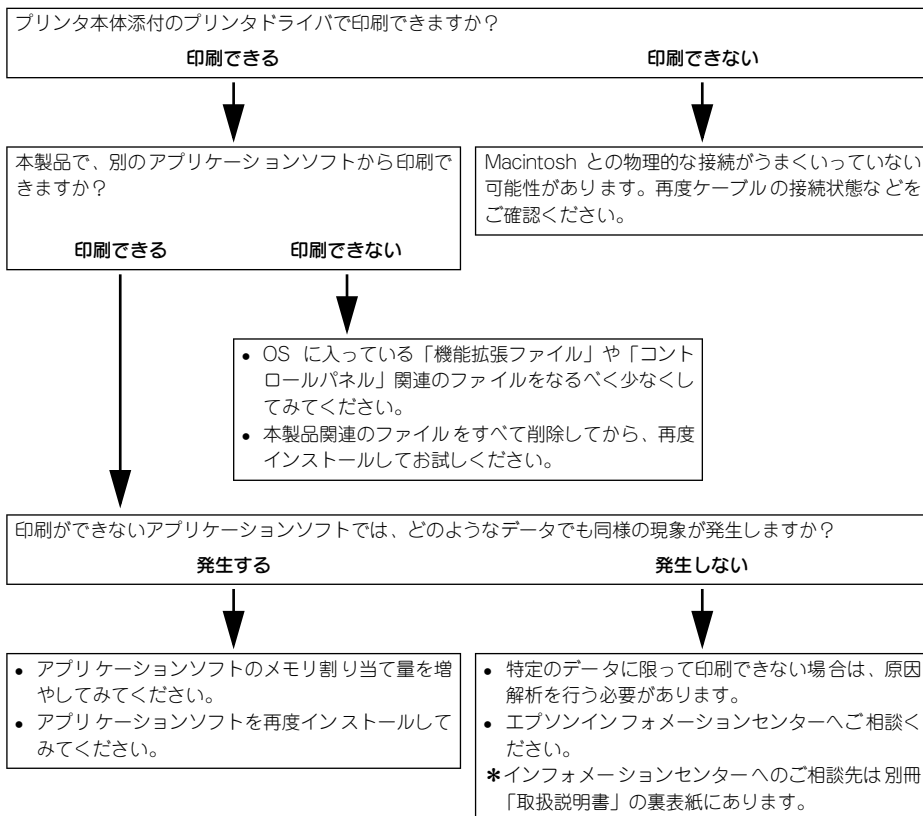 プリンタ本体添付のプリンタドライバで印刷できますか？
印刷できる
印刷できない
本製品で、別のアプリケーションソフトから印刷で
きますか？
印刷できる
印刷できない
Macintosh との物理的な接続がうまくいっていない
可能性があります。再度ケーブルの接続状態などを
ご確認ください。
• OS に入っている「機能拡張ファイル」や「コント
ロールパネル」関連のファイルをなるべく少なくし
てみてください。
• 本製品関連のファイルをすべて削除してから、再度
インストールしてお試しください。
印刷ができないアプリケーションソフトでは、どのようなデータでも同様の現象が発生しますか？
発生する
発生しない
• アプリケーションソフトのメモリ割り当て量を増
やしてみてください。
• アプリケーションソフトを再度インストールして
みてください。
• 特定のデータに限って印刷できない場合は、原因
解析を行う必要があります。
• エプソンインフォメーションセンターへご相談く
ださい。
＊インフォメーションセンターへのご相談先は別冊
「取扱説明書」の裏表紙にあります。